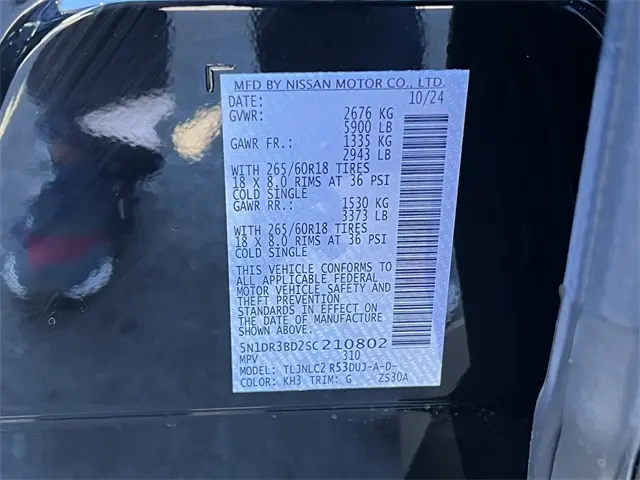 MFD BY NISSAN MOTOR CO., LTD.
DATE: 10/24
GVWR: 2676 KG
5900 LB
GAWR FR.: 1335 KG
2943 LB
WITH 265/60R18 TIRES
18 X 8.0 RIMS AT 36 PSI
COLD SINGLE
GAWR RR.: 1530 KG
3373 LB
WITH 265/60R18 TIRES
18 X 8.0 RIMS AT 36 PSI
COLD SINGLE
THIS VEHICLE CONFORMS TO
ALL APPLICABLE FEDERAL
MOTOR VEHICLE SAFETY AND
THEFT PREVENTION
STANDARDS IN EFFECT ON
THE DATE OF MANUFACTURE
SHOWN ABOVE.
5N1DR3BD2SC210802
MPV 310
MODEL: TLJNLC2 R53DUJ-A-D-
COLOR: KH3 TRIM: G ZS30A